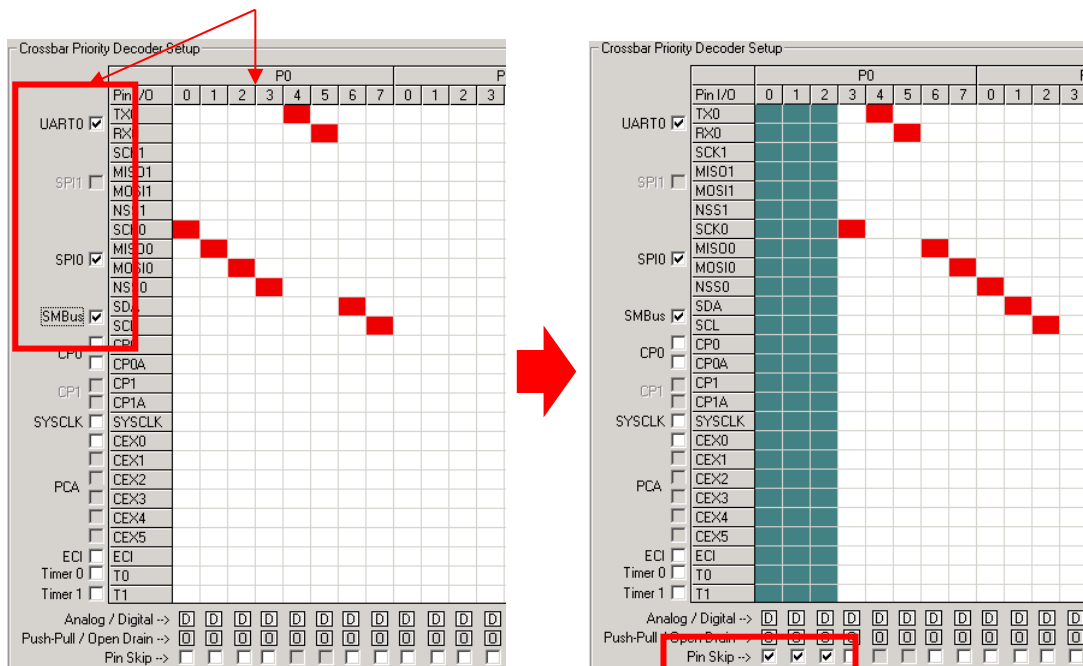 Crossbar Priority Decoder Setup
P0 P
Pin I/O 0 1 2 3 4 5 6 7 0 1 2 3
UART0 TX0
RX0
SCK1
SPI1 MISO1
MOSI1
NSS1
SCK0
SPI0 MISO0
MOSI0
NSS0
SMBus SDA
SCL
CP0 CP0
CP0A
CP1 CP1
CP1A
SYSCLK SYSCLK
CEX0
CEX1
PCA CEX2
CEX3
CEX4
CEX5
ECI ECI
Timer 0 T0
Timer 1 T1
Analog / Digital --> D D D D D D D D D D D D
Push-Pull / Open Drain --> O O O O O O O O O O O O
Pin Skip -->
Crossbar Priority Decoder Setup
P0
Pin I/O 0 1 2 3 4 5 6 7 0 1 2 3
UART0 TX0
RX0
SCK1
SPI1 MISO1
MOSI1
NSS1
SCK0
SPI0 MISO0
MOSI0
NSS0
SMBus SDA
SCL
CP0 CP0
CP0A
CP1 CP1
CP1A
SYSCLK SYSCLK
CEX0
CEX1
PCA CEX2
CEX3
CEX4
CEX5
ECI ECI
Timer 0 T0
Timer 1 T1
Analog / Digital --> D D D D D D D D D D D D
Push-Pull / Open Drain --> O O O O O O O O O O O O
Pin Skip -->